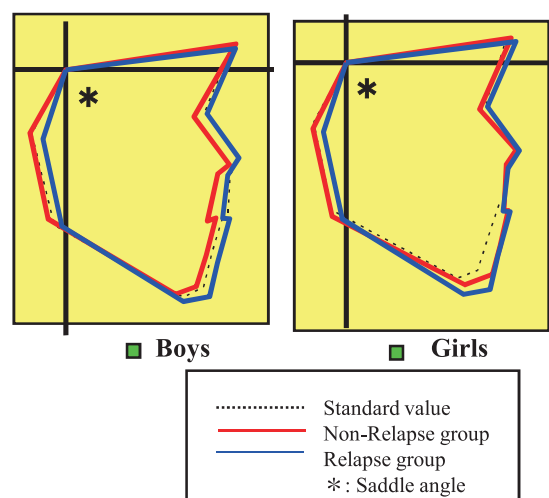 *
*
Boys
Girls
Standard value
Non-Relapse group
Relapse group
* : Saddle angle